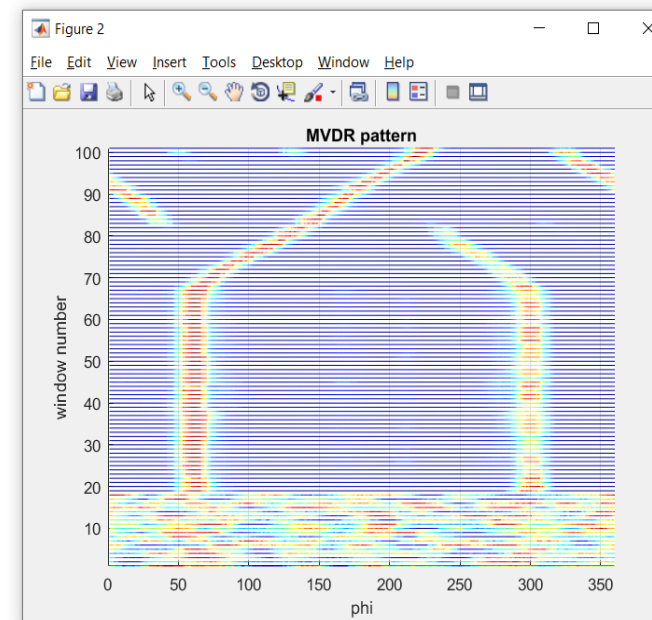 Figure 2
File Edit View Insert Tools Desktop Window Help
MVDR pattern
100
90
80
70
60
50
40
30
20
10
window number
0 50 100 150 200 250 300 350
phi